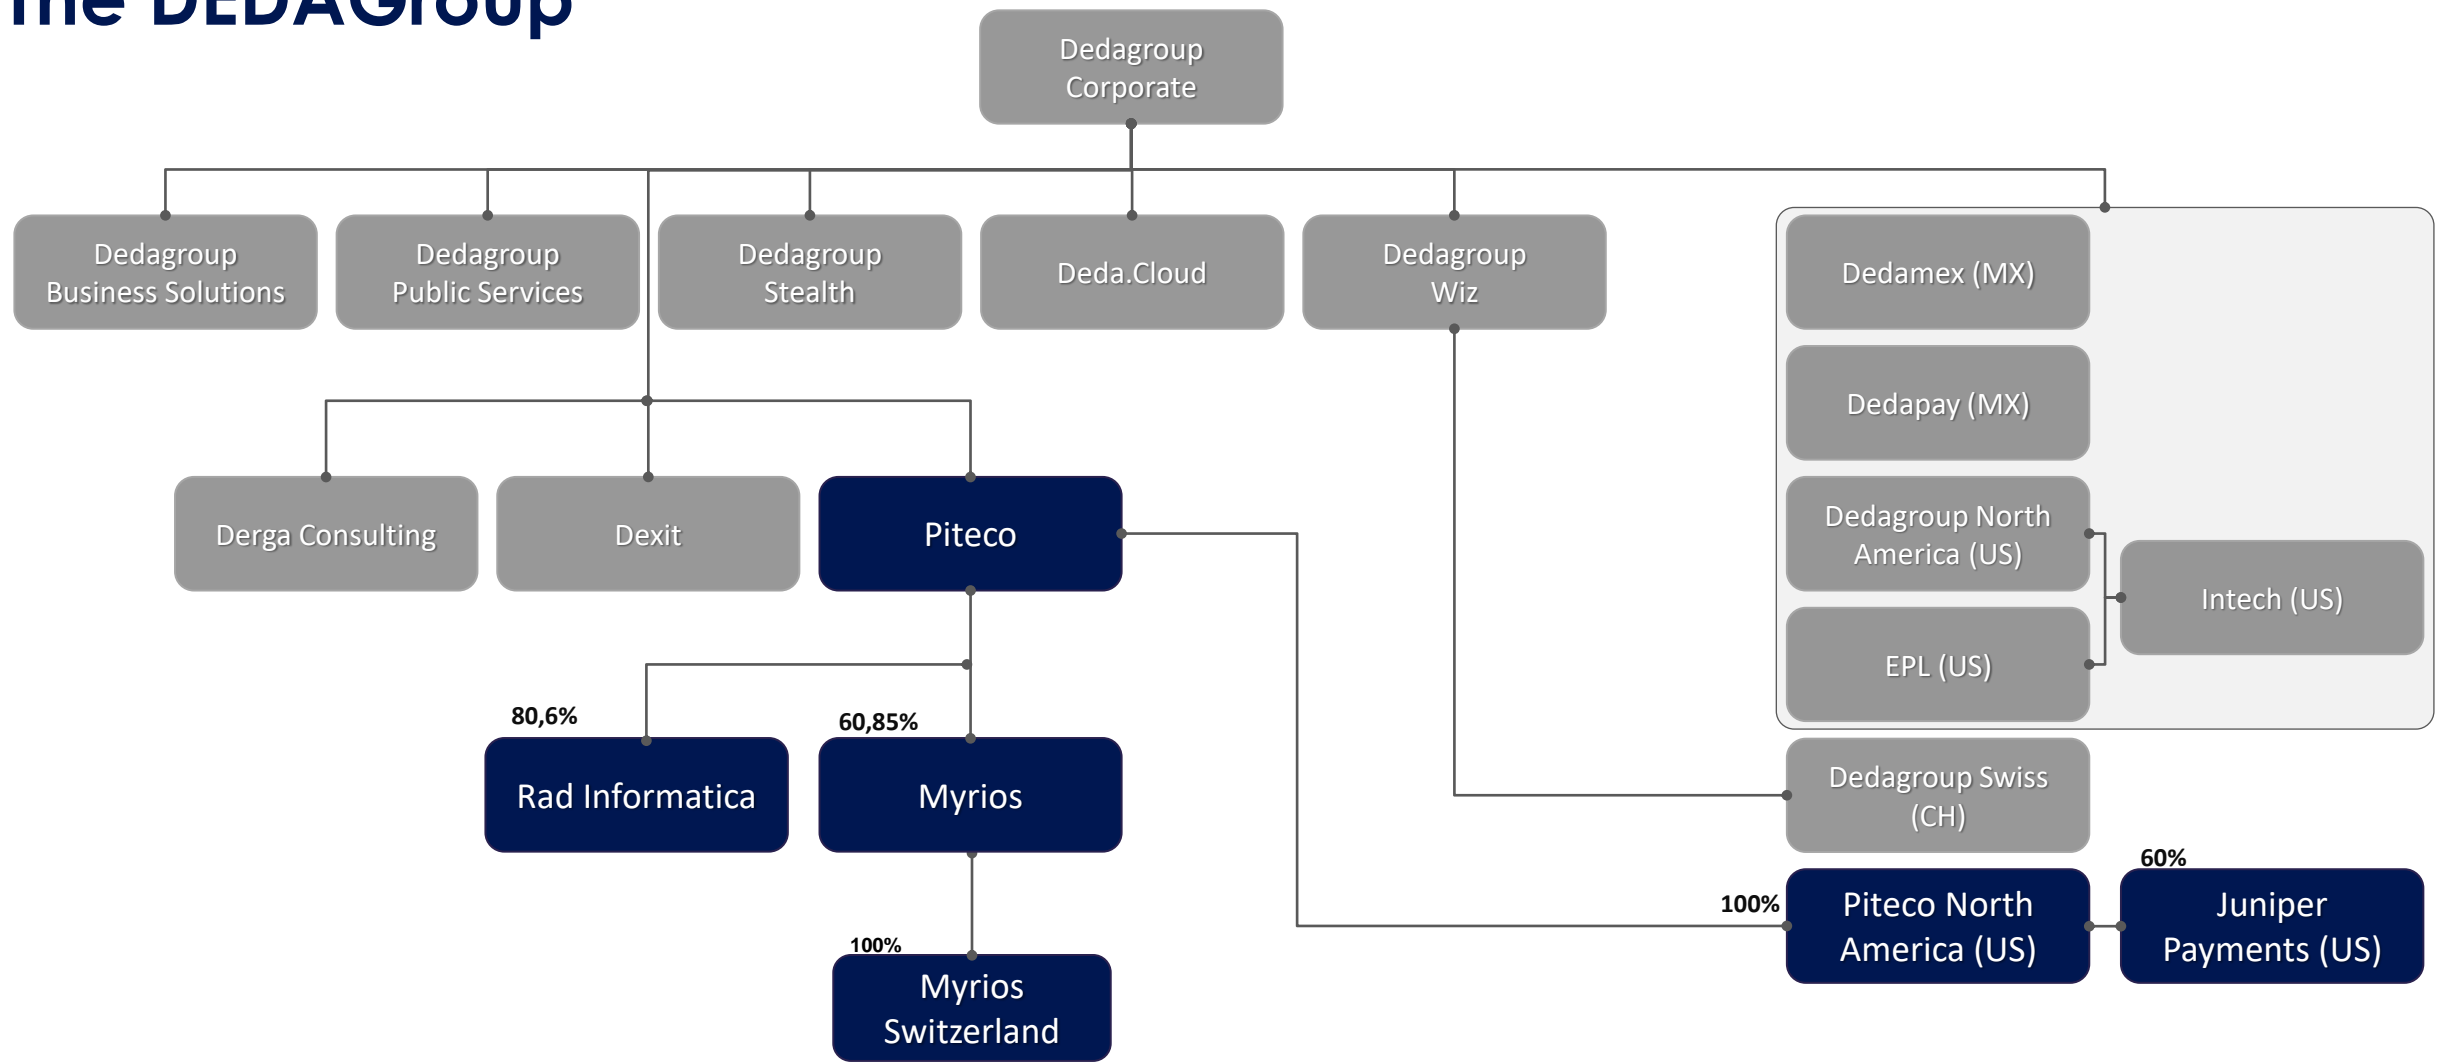 The DEDAGroup
Dedagroup
Corporate
Dedagroup
Business Solutions
Dedagroup
Public Services
Dedagroup
Stealth
Deda.Cloud
Dedagroup
Wiz
Dedamex (MX)
Dedapay (MX)
Derga Consulting
Dexit
Piteco
Dedagroup North
America (US)
Intech (US)
EPL (US)
80,6%
60,85%
Rad Informatica
Myrios
Dedagroup Swiss
(CH)
60%
100%
Piteco North
America (US)
Juniper
Payments (US)
100%
Myrios
Switzerland